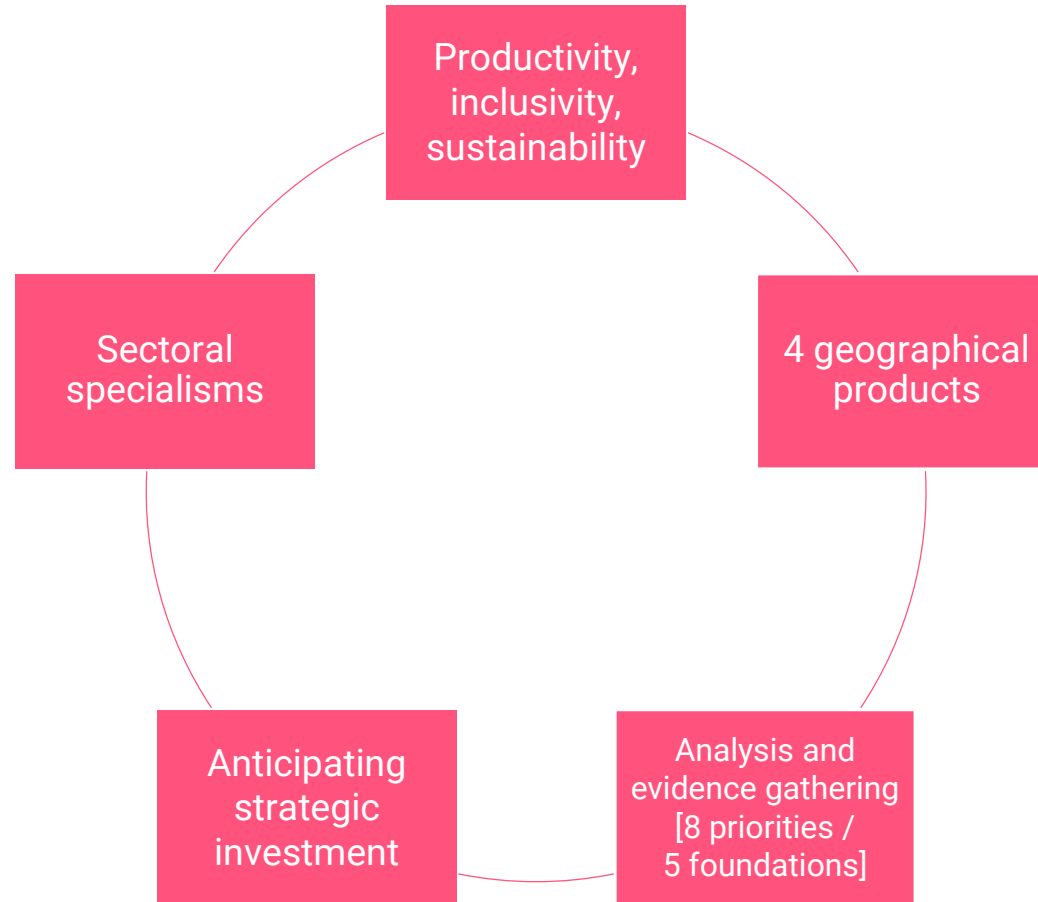 Productivity,
inclusivity,
sustainability
4 geographical
products
Analysis and
evidence gathering
[8 priorities /
5 foundations]
Anticipating
strategic
investment
Sectoral
specialisms